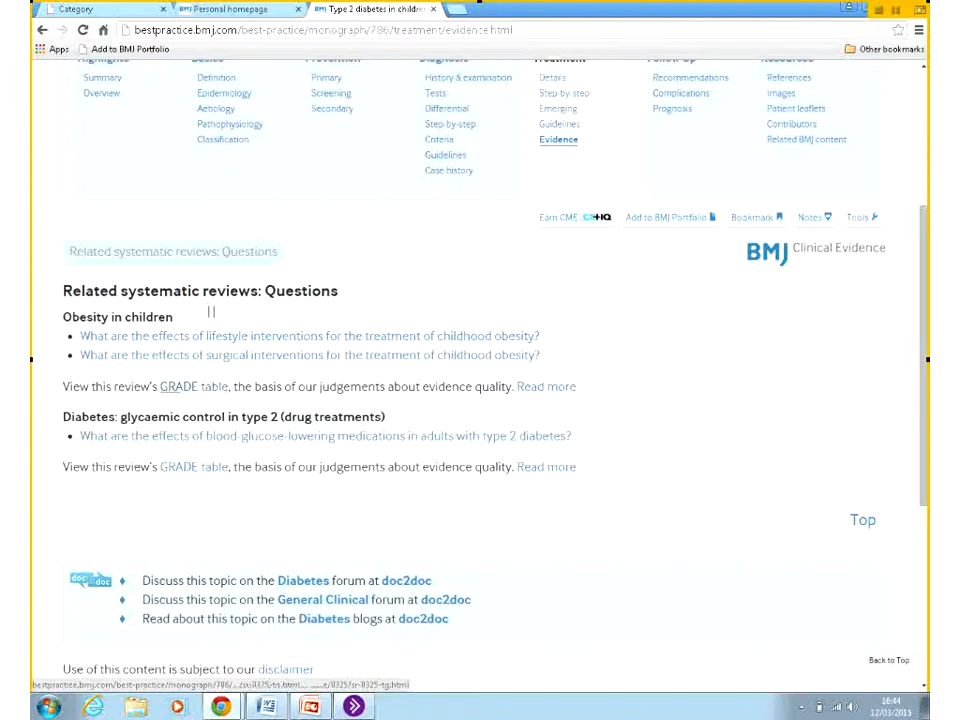 Category
Personal homepage
BMJ Type 2 diabetes in childre
bestpractice.bmj.com/best-practice/monograph/786/treatment/evidence.html
Apps Add to BMJ Portfolio Other bookmarks
Highlights Basics Prevention Diagnosis Treatment Follow Up Resources
Summary Definition Primary History & examination Details Recommendations References
Overview Epidemiology Screening Tests Step-by-step Complications Images
Aetiology Secondary Differential Emerging Prognosis Patient leaflets
Pathophysiology Step-by-step Guidelines Contributors
Classification Criteria Evidence Related BMJ content
Guidelines
Case history
Earn CME Add to BMJ Portfolio Bookmark Notes Tools
Related systematic reviews: Questions
BMJ Clinical Evidence
Related systematic reviews: Questions
Obesity in children
• What are the effects of lifestyle interventions for the treatment of childhood obesity?
• What are the effects of surgical interventions for the treatment of childhood obesity?
View this review's GRADE table, the basis of our judgements about evidence quality. Read more
Diabetes: glycaemic control in type 2 (drug treatments)
• What are the effects of blood-glucose-lowering medications in adults with type 2 diabetes?
View this review's GRADE table, the basis of our judgements about evidence quality. Read more
Top
doc2doc
Discuss this topic on the Diabetes forum at doc2doc
Discuss this topic on the General Clinical forum at doc2doc
Read about this topic on the Diabetes blogs at doc2doc
Back to Top
Use of this content is subject to our disclaimer
16:44
12/03/2015